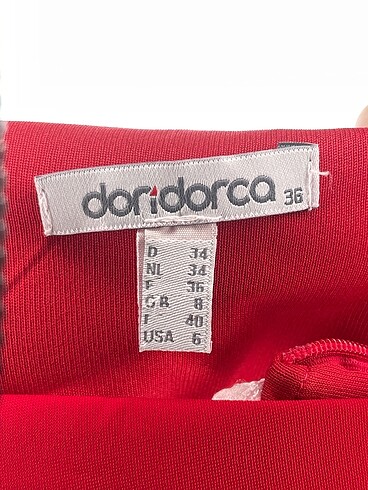 doridorca 36
D 34
NL 34
F 36
GB 8
I 40
USA 6